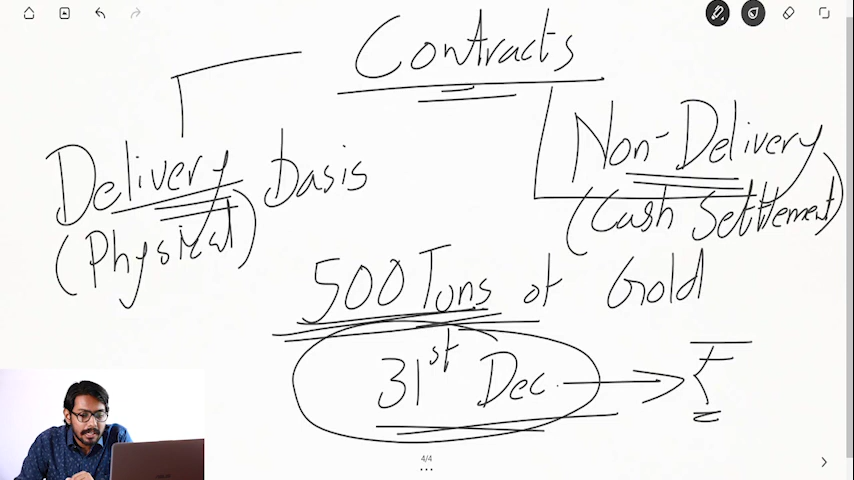 Contracts
Delivery basis
(Physical)
Non-Delivery
(Cash Settlement)
500 Tons of Gold
31st Dec. → ₹
4/4